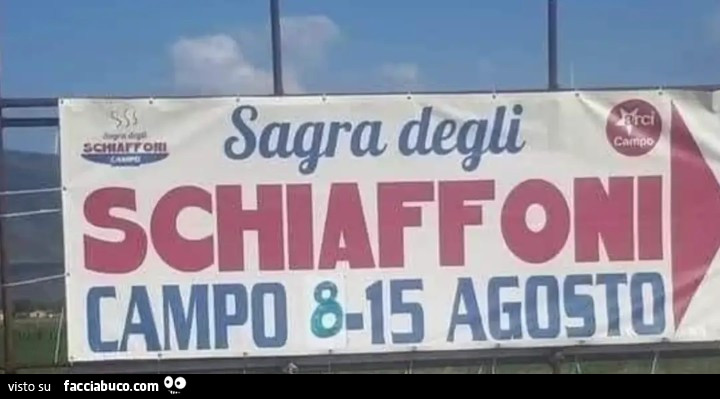 Sagra degli
SCHIAFFONI
CAMPO
Sagra degli
arci
Campo
SCHIAFFONI
CAMPO 8-15 AGOSTO
visto su facciabuco.com